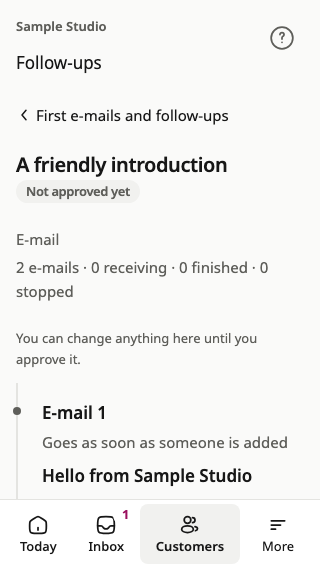 Sample Studio
?
Follow-ups
First e-mails and follow-ups
A friendly introduction
Not approved yet
E-mail
2 e-mails · 0 receiving · 0 finished · 0
stopped
You can change anything here until you
approve it.
E-mail 1
Goes as soon as someone is added
Hello from Sample Studio
1
Today
Inbox
Customers
More